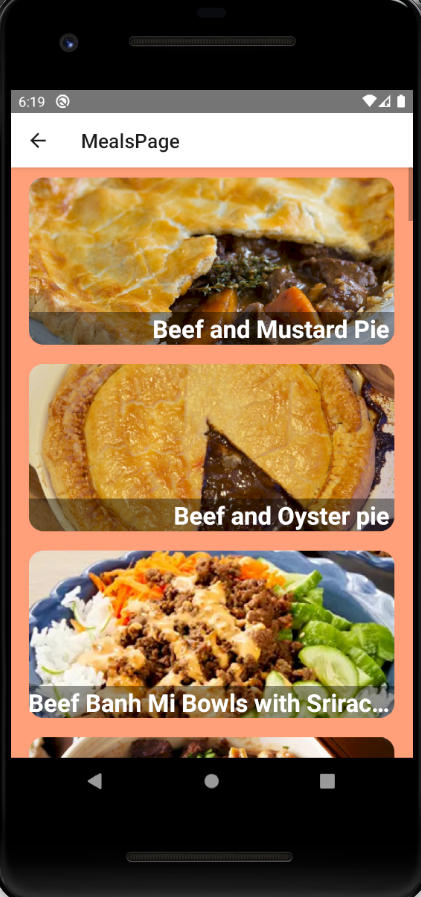 6:19
MealsPage
Beef and Mustard Pie
Beef and Oyster pie
Beef Banh Mi Bowls with Srirac...